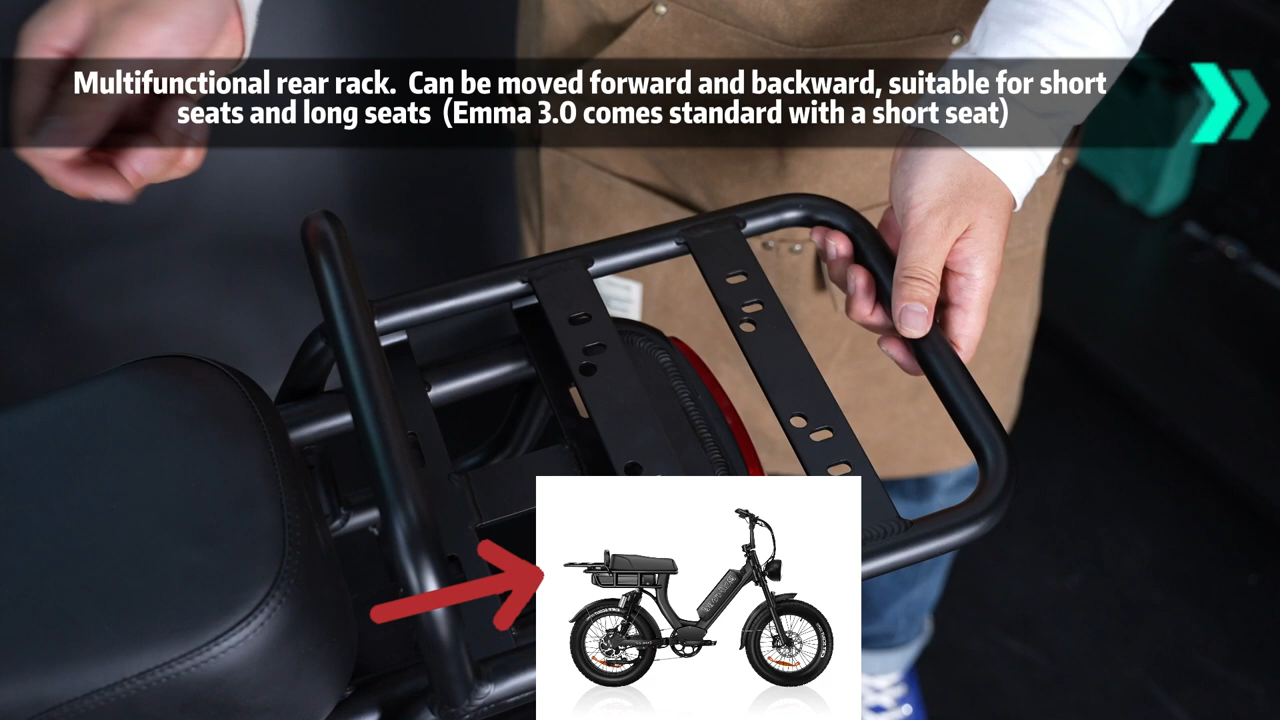 Multifunctional rear rack.  Can be moved forward and backward, suitable for short
seats and long seats  (Emma 3.0 comes standard with a short seat)